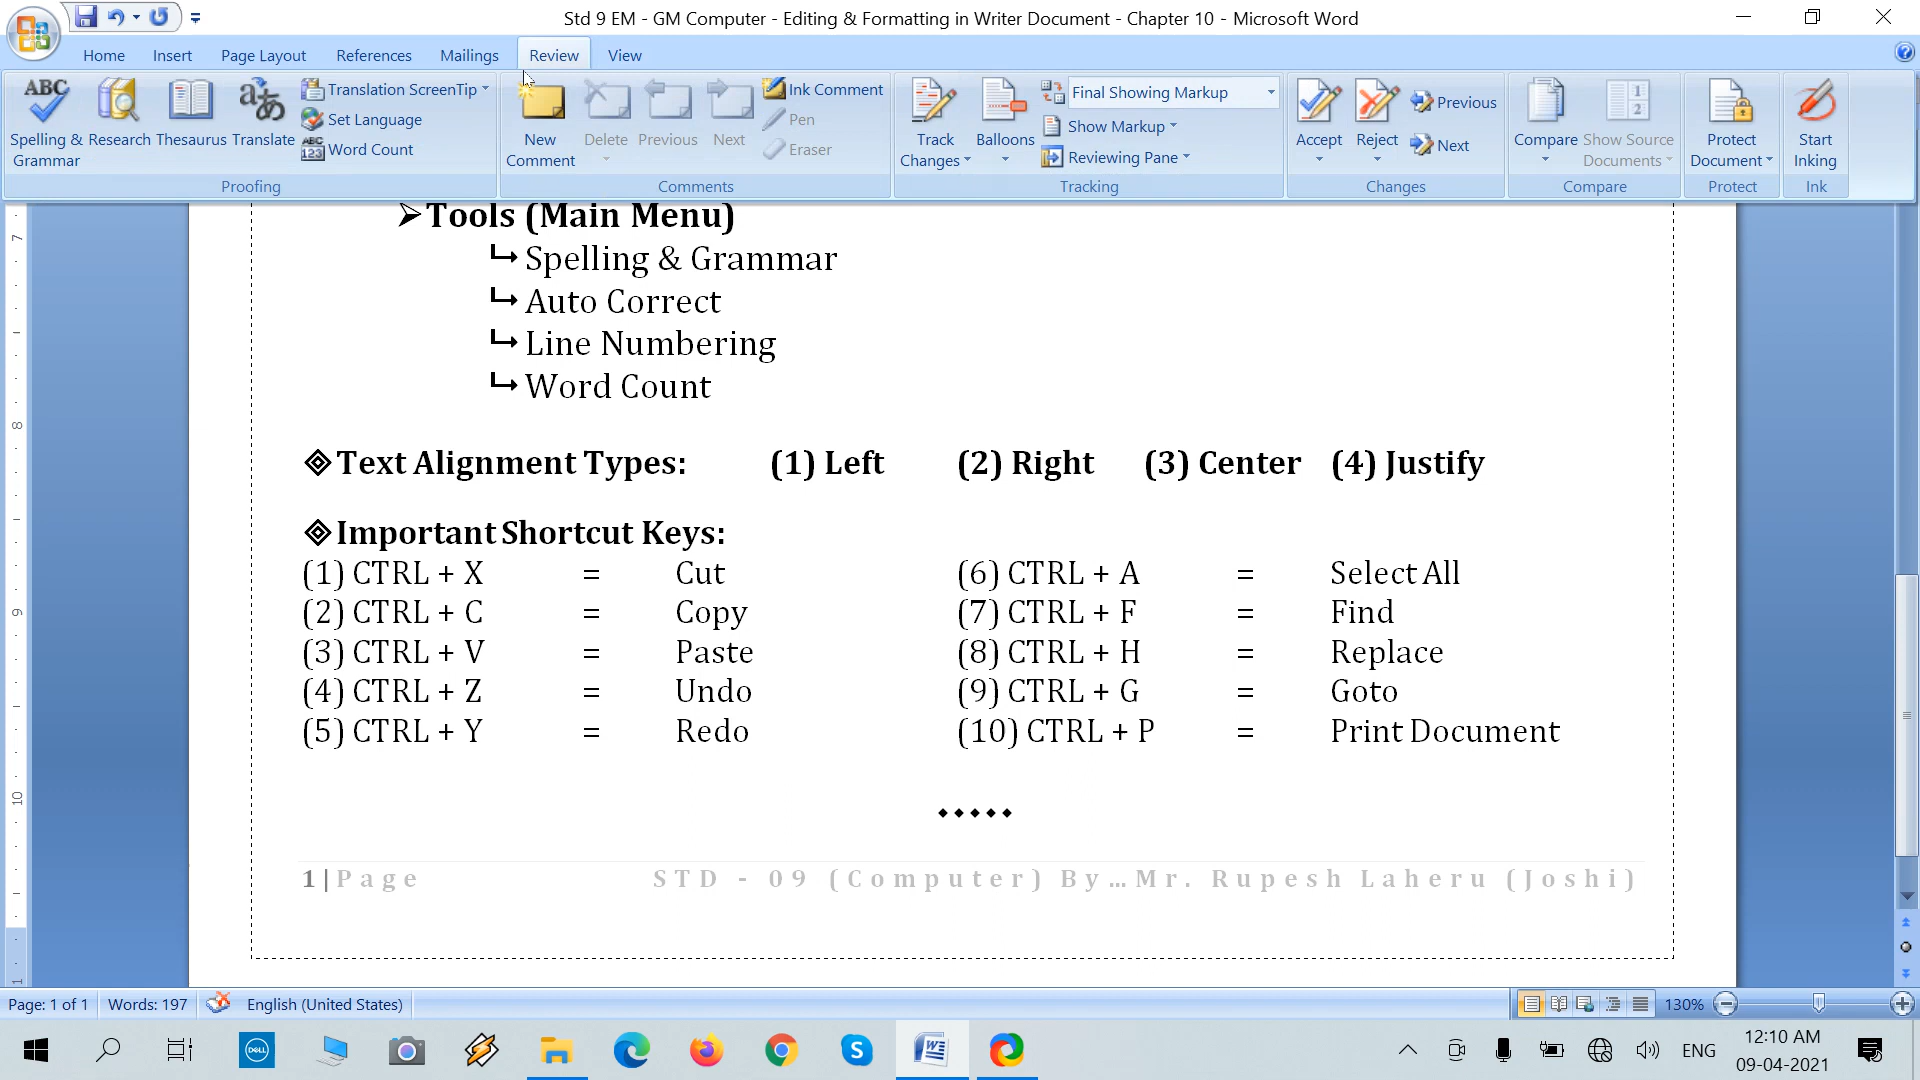 Std 9 EM - GM Computer - Editing & Formatting in Writer Document - Chapter 10 - Microsoft Word
Home Insert Page Layout References Mailings Review View
ABC Spelling & Grammar
Research
Thesaurus
Translate
Translation ScreenTip
Set Language
ABC 123 Word Count
New Comment
Delete
Previous
Next
Ink Comment
Pen
Eraser
Track Changes
Balloons
Final Showing Markup
Show Markup
Reviewing Pane
Accept
Reject
Previous
Next
Compare
Show Source Documents
Protect Document
Start Inking
Proofing Comments Tracking Changes Compare Protect Ink
Tools (Main Menu)
Spelling & Grammar
Auto Correct
Line Numbering
Word Count
Text Alignment Types: (1) Left (2) Right (3) Center (4) Justify
Important Shortcut Keys:
(1) CTRL + X = Cut (6) CTRL + A = Select All
(2) CTRL + C = Copy (7) CTRL + F = Find
(3) CTRL + V = Paste (8) CTRL + H = Replace
(4) CTRL + Z = Undo (9) CTRL + G = Goto
(5) CTRL + Y = Redo (10) CTRL + P = Print Document
1 | Page STD - 09 (Computer) By...Mr. Rupesh Laheru (Joshi)
7
8
9
10
Page: 1 of 1 Words: 197 English (United States) 130%
DELL
ENG
12:10 AM
09-04-2021